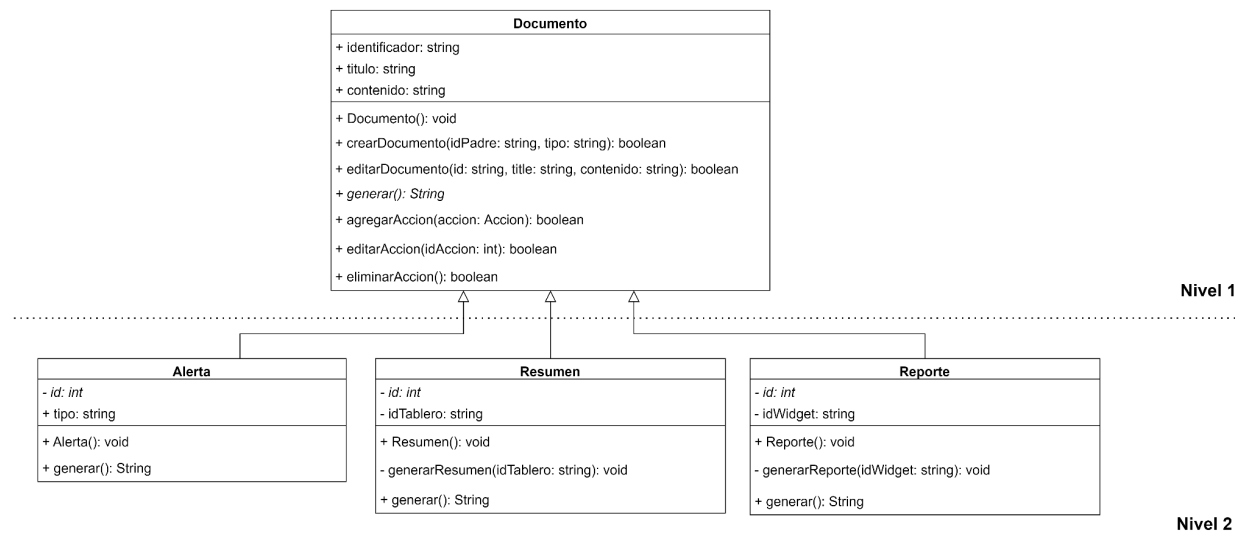 Documento
+ identificador: string
+ titulo: string
+ contenido: string
+ Documento(): void
+ crearDocumento(idPadre: string, tipo: string): boolean
+ editarDocumento(id: string, title: string, contenido: string): boolean
+ generar(): String
+ agregarAccion(accion: Accion): boolean
+ editarAccion(idAccion: int): boolean
+ eliminarAccion(): boolean
Nivel 1
Alerta
- id: int
+ tipo: string
+ Alerta(): void
+ generar(): String
Resumen
- id: int
- idTablero: string
+ Resumen(): void
- generarResumen(idTablero: string): void
+ generar(): String
Reporte
- id: int
- idWidget: string
+ Reporte(): void
- generarReporte(idWidget: string): void
+ generar(): String
Nivel 2